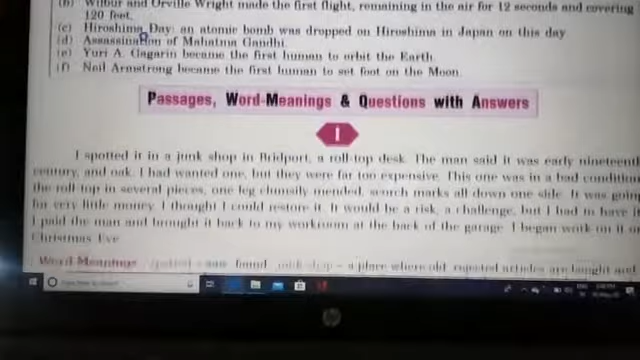 (b) Wilbur and Orville Wright made the first flight, remaining in the air for 12 seconds and covering
120 feet.
(c) Hiroshima Day: an atomic bomb was dropped on Hiroshima in Japan on this day
(d) Assassination of Mahatma Gandhi.
(e) Yuri A. Gagarin became the first human to orbit the Earth.
(f) Neil Armstrong became the first human to set foot on the Moon.
Passages, Word-Meanings & Questions with Answers
I
I spotted it in a junk shop in Bridport, a roll-top desk. The man said it was early nineteenth
century, and oak. I had wanted one, but they were far too expensive. This one was in a bad condition
the roll top in several pieces, one leg clumsily mended, scorch marks all down one side. It was going
for very little money. I thought I could restore it. It would be a risk, a challenge, but I had to have
I paid the man and brought it back to my workroom at the back of the garage. I began work on it on
Christmas Eve
Word-Meanings: found a place where old articles are bought and